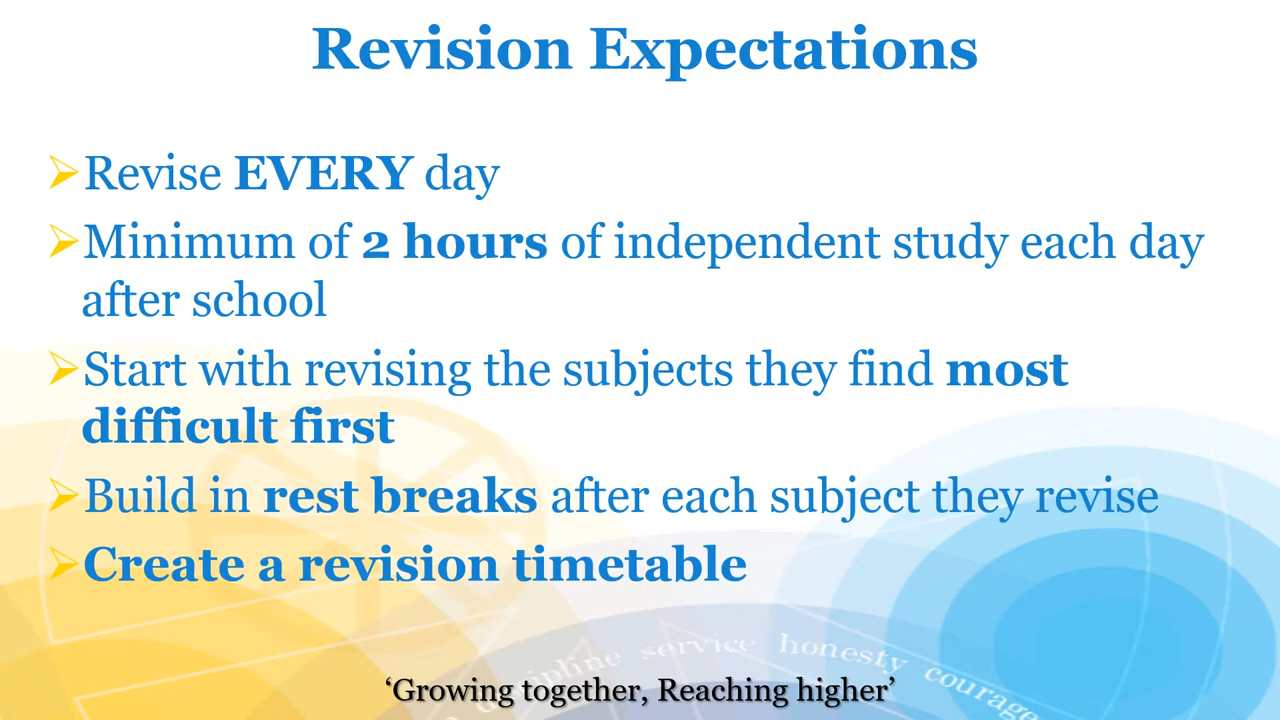 Revision Expectations
➢Revise EVERY day
➢Minimum of 2 hours of independent study each day
after school
➢Start with revising the subjects they find most
difficult first
➢Build in rest breaks after each subject they revise
➢Create a revision timetable
discipline service honesty courage
‘Growing together, Reaching higher’